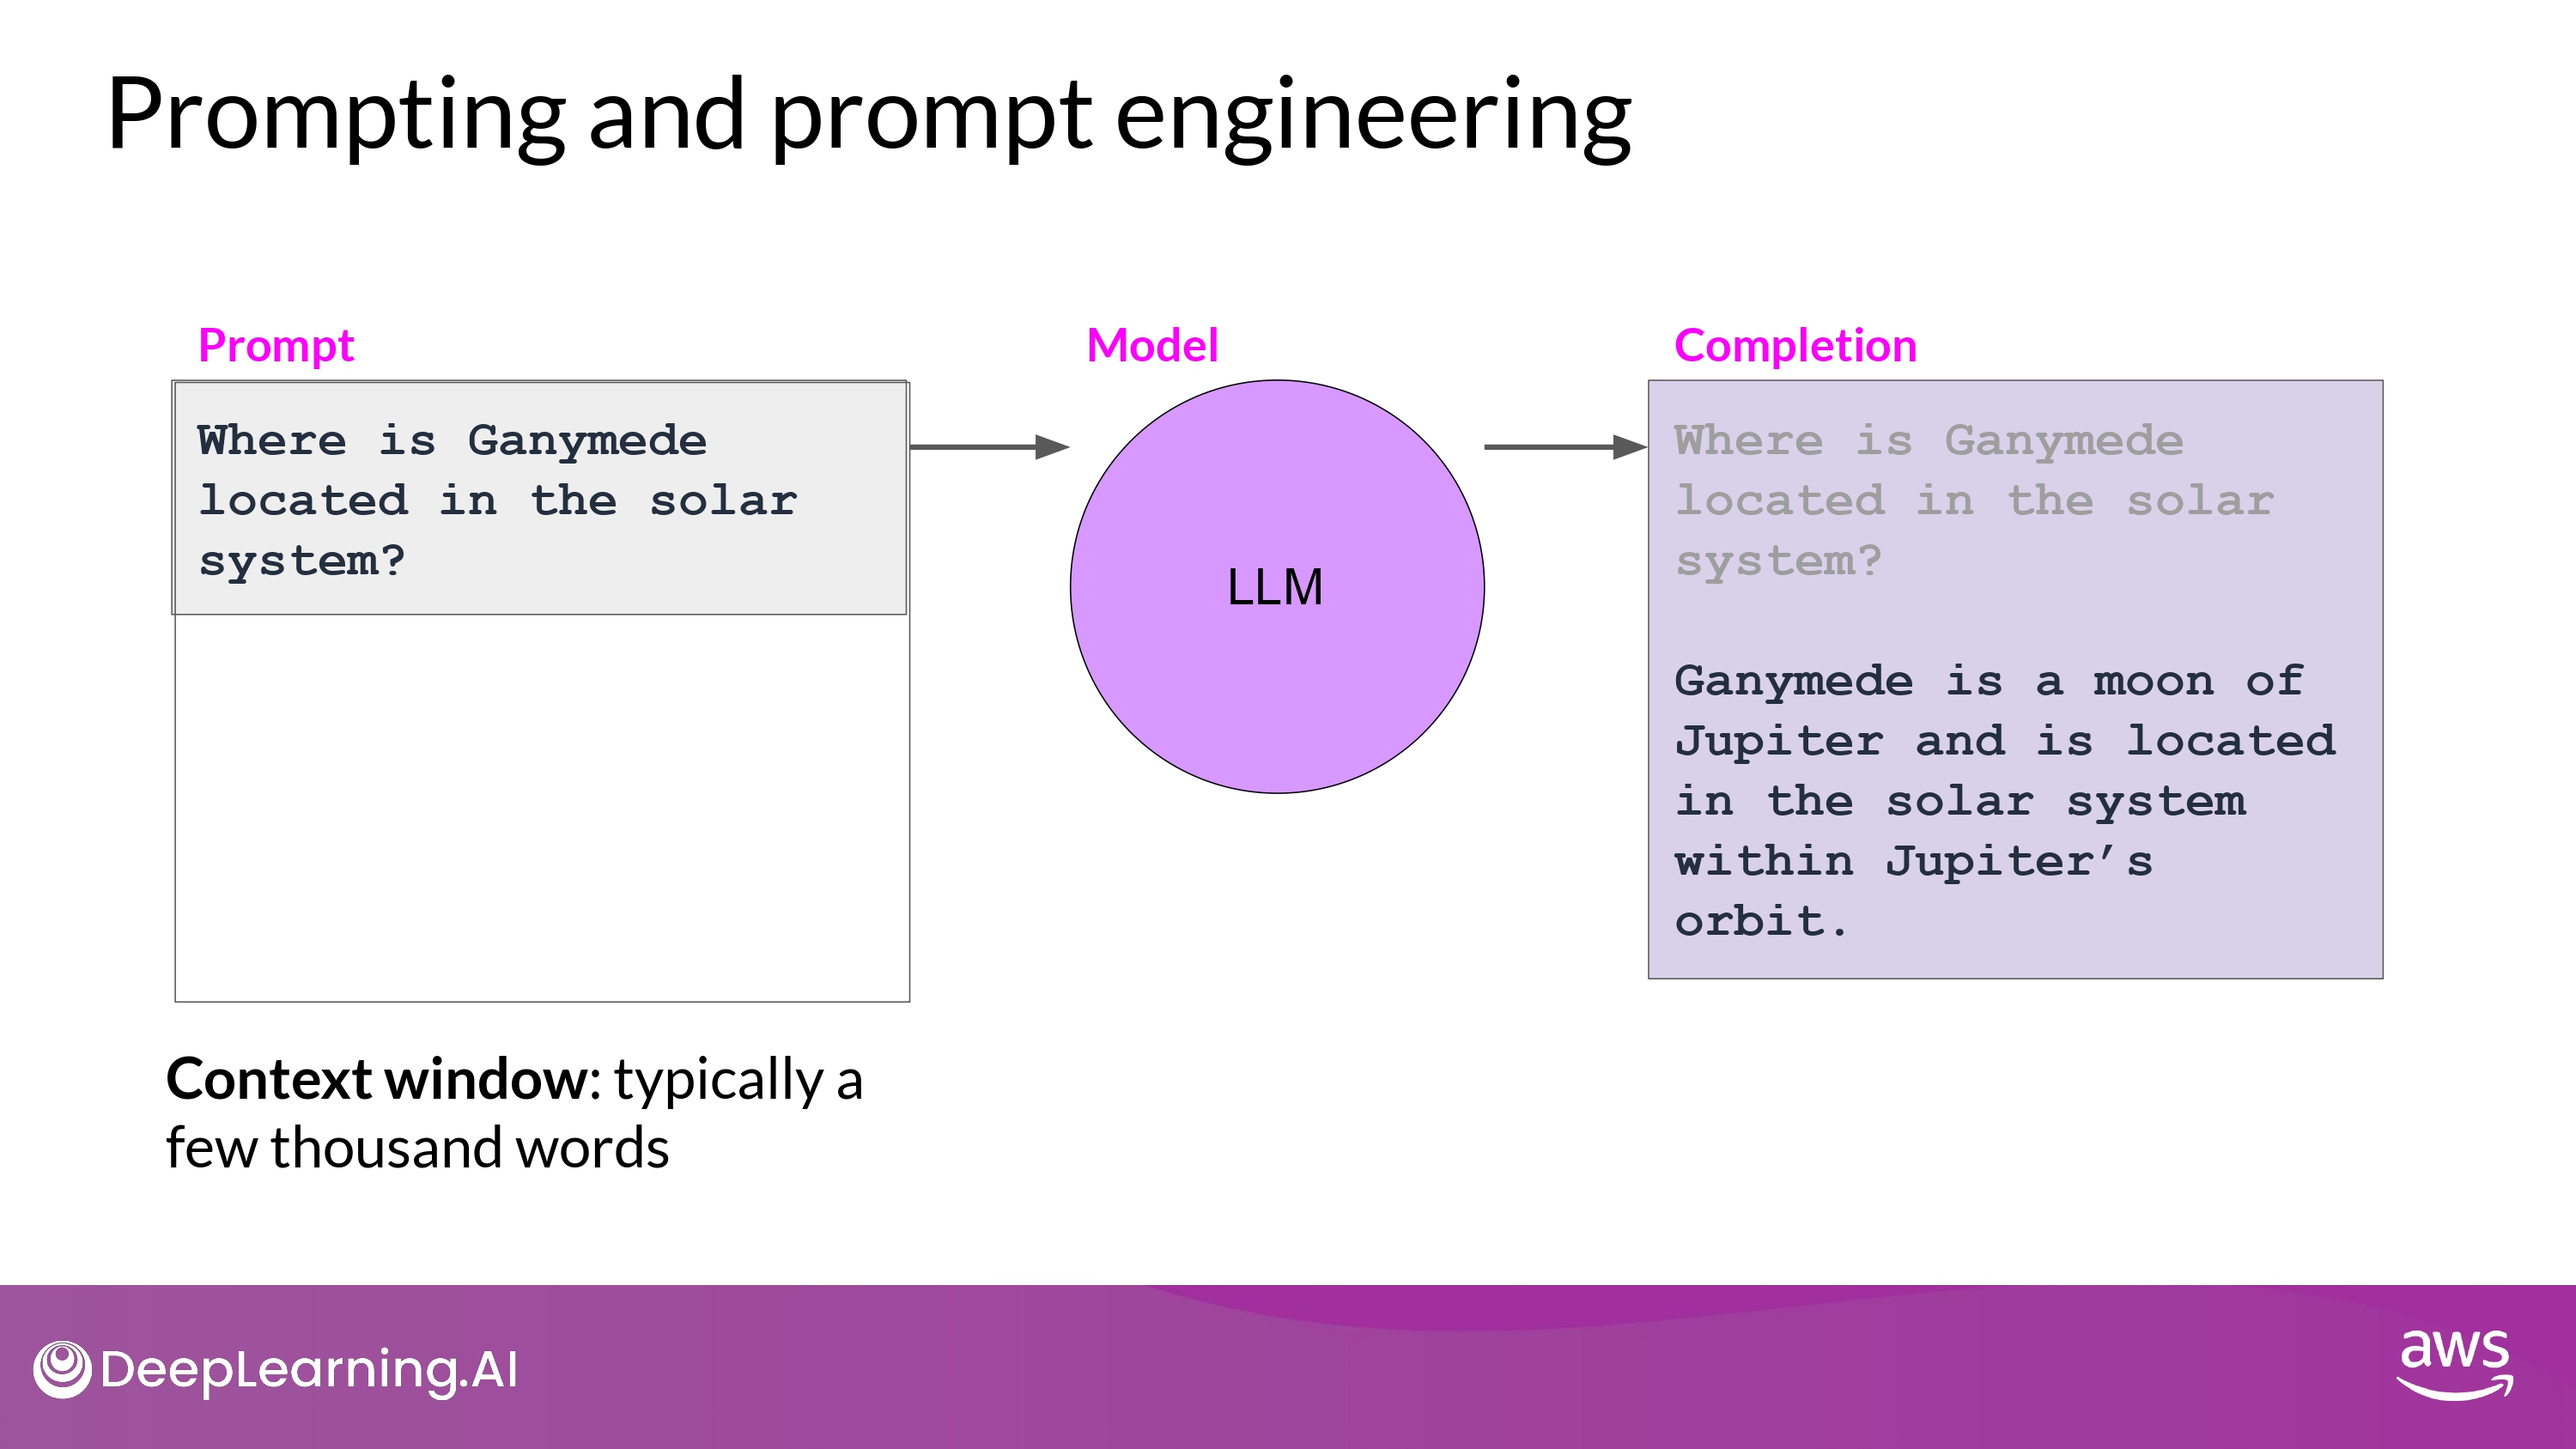 Prompting and prompt engineering
Prompt
Where is Ganymede
located in the solar
system?
Context window: typically a
few thousand words
Model
LLM
Completion
Where is Ganymede
located in the solar
system?
Ganymede is a moon of
Jupiter and is located
in the solar system
within Jupiter’s
orbit.
DeepLearning.AI
aws